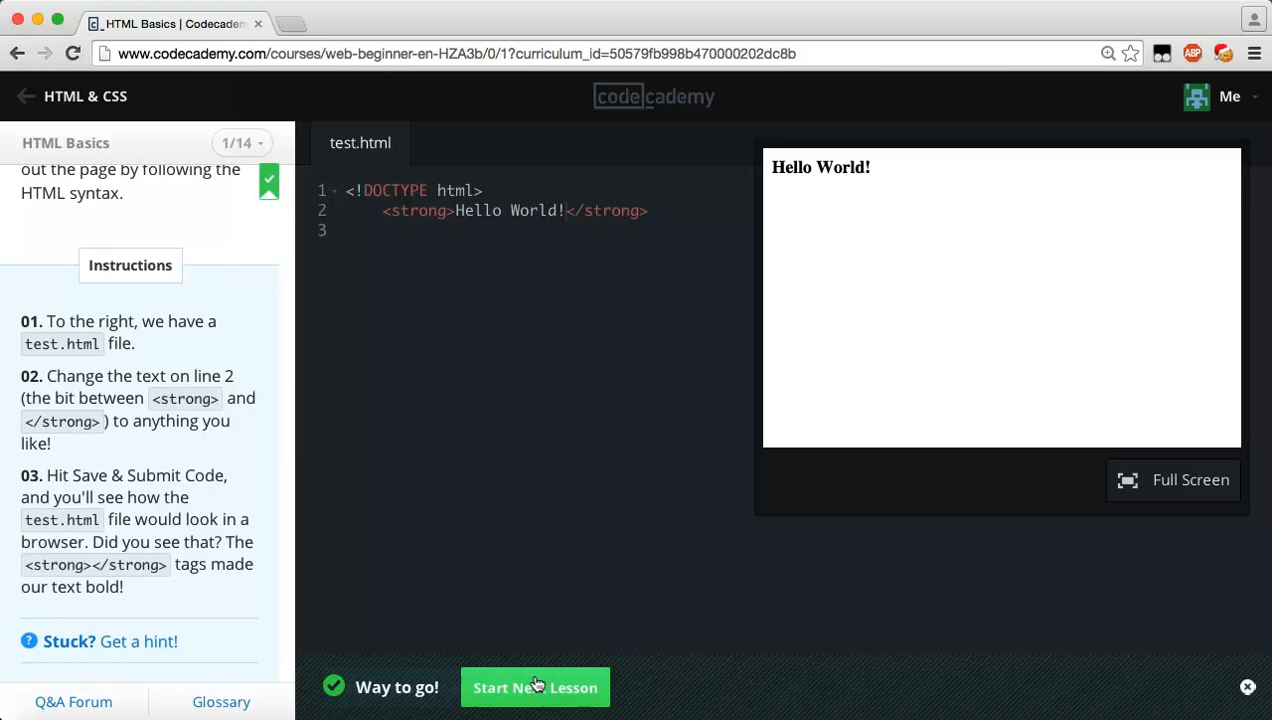 HTML Basics | Codecadem
www.codecademy.com/courses/web-beginner-en-HZA3b/0/1?curriculum_id=50579fb998b470000202dc8b
ABP
HTML & CSS
codecademy
Me
HTML Basics
1/14
test.html
out the page by following the
HTML syntax.
Instructions
01. To the right, we have a
test.html file.
02. Change the text on line 2
(the bit between <strong> and
</strong>) to anything you
like!
03. Hit Save & Submit Code,
and you'll see how the
test.html file would look in a
browser. Did you see that? The
<strong></strong> tags made
our text bold!
? Stuck? Get a hint!
Q&A Forum
Glossary
1 <!DOCTYPE html>
2 <strong>Hello World!</strong>
3
Hello World!
Full Screen
Way to go!
Start Next Lesson